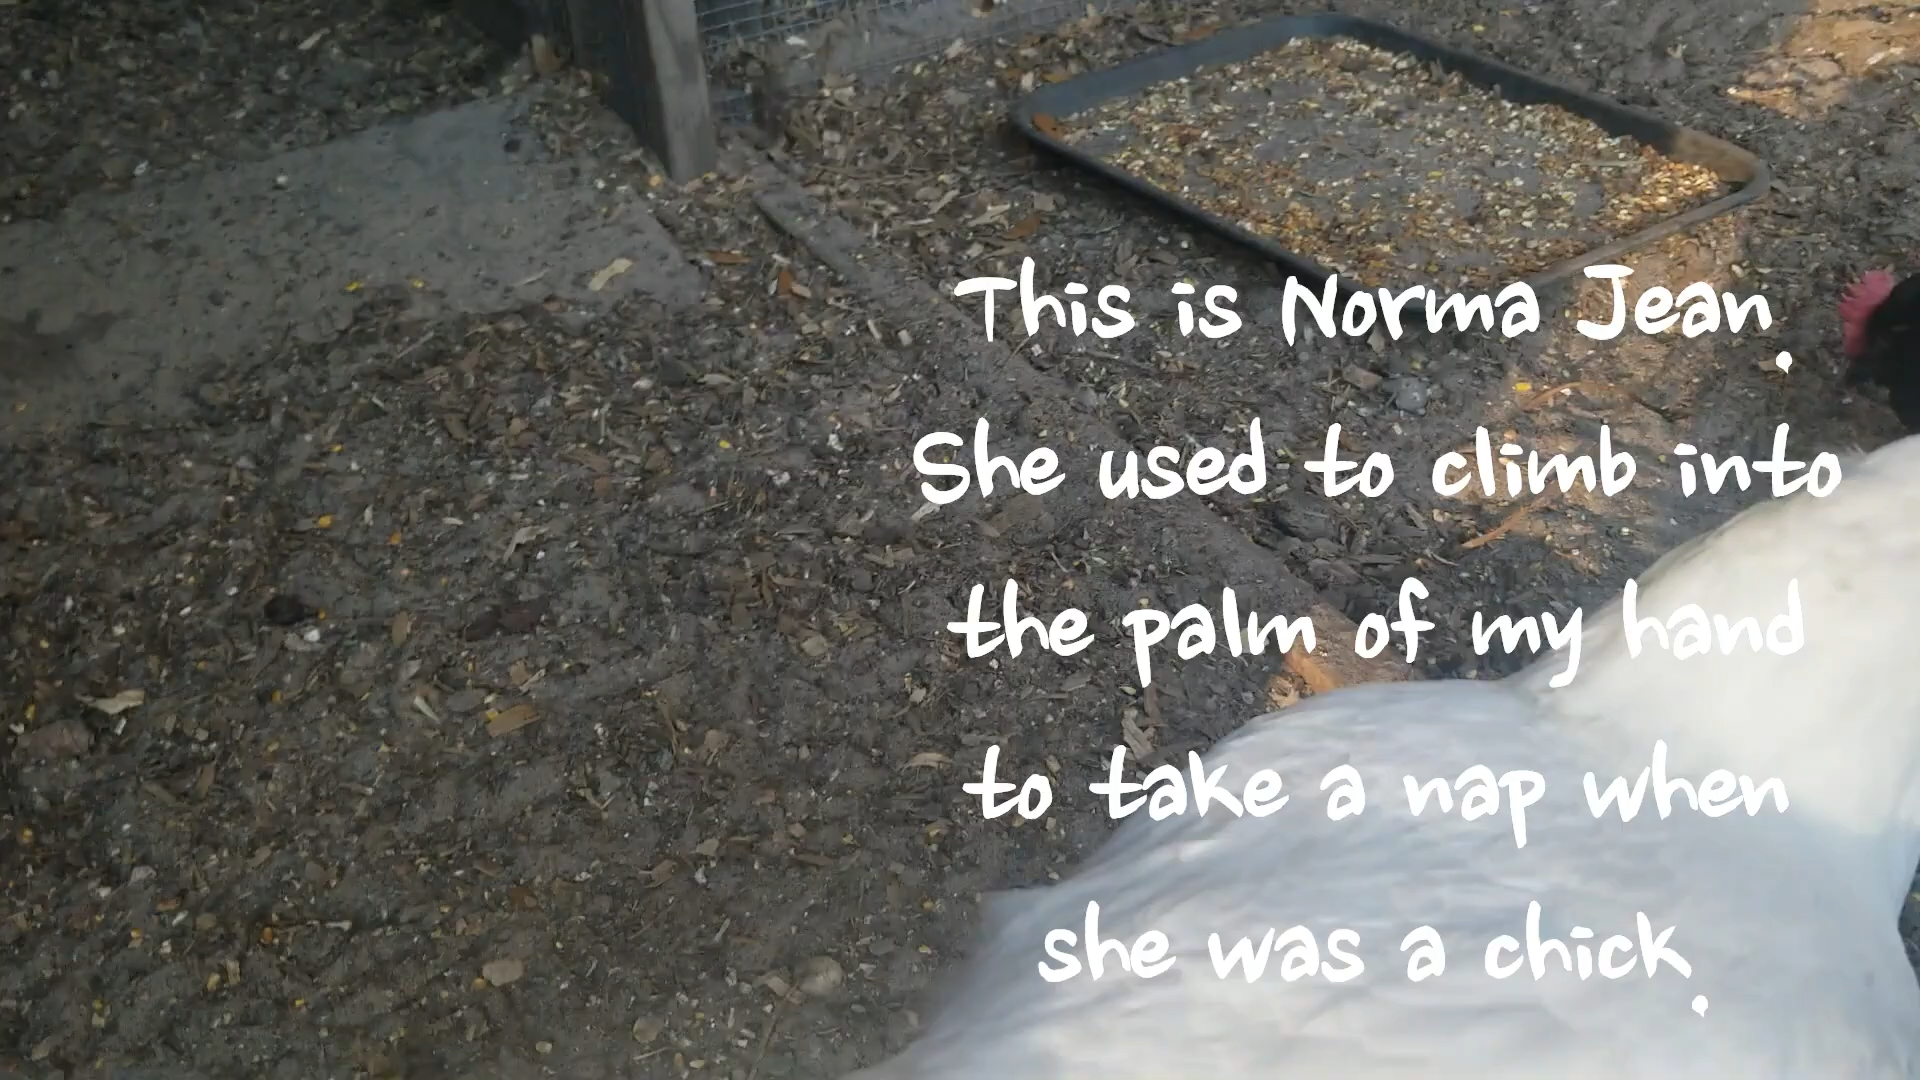 This is Norma Jean.
She used to climb into
the palm of my hand
to take a nap when
she was a chick.